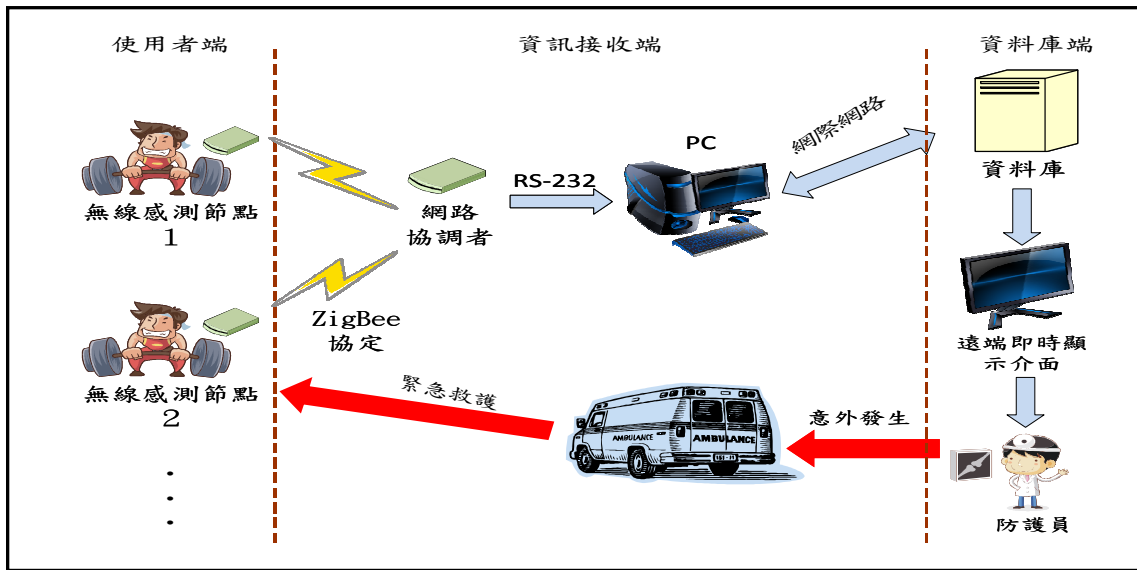 使用者端
資訊接收端
資料庫端
無線感測節點
1
ZigBee
協定
無線感測節點
2
網路
協調者
RS-232
PC
網際網路
資料庫
遠端即時顯
示介面
防護員
意外發生
AMBULANCE
AMBULANCE
緊急救護